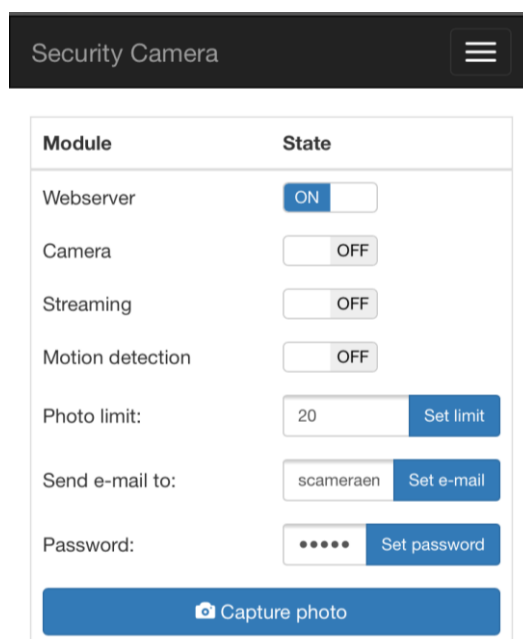 Security Camera
Module State
Webserver ON
Camera OFF
Streaming OFF
Motion detection OFF
Photo limit: 20 Set limit
Send e-mail to: scameraen Set e-mail
Password: ••••• Set password
Capture photo